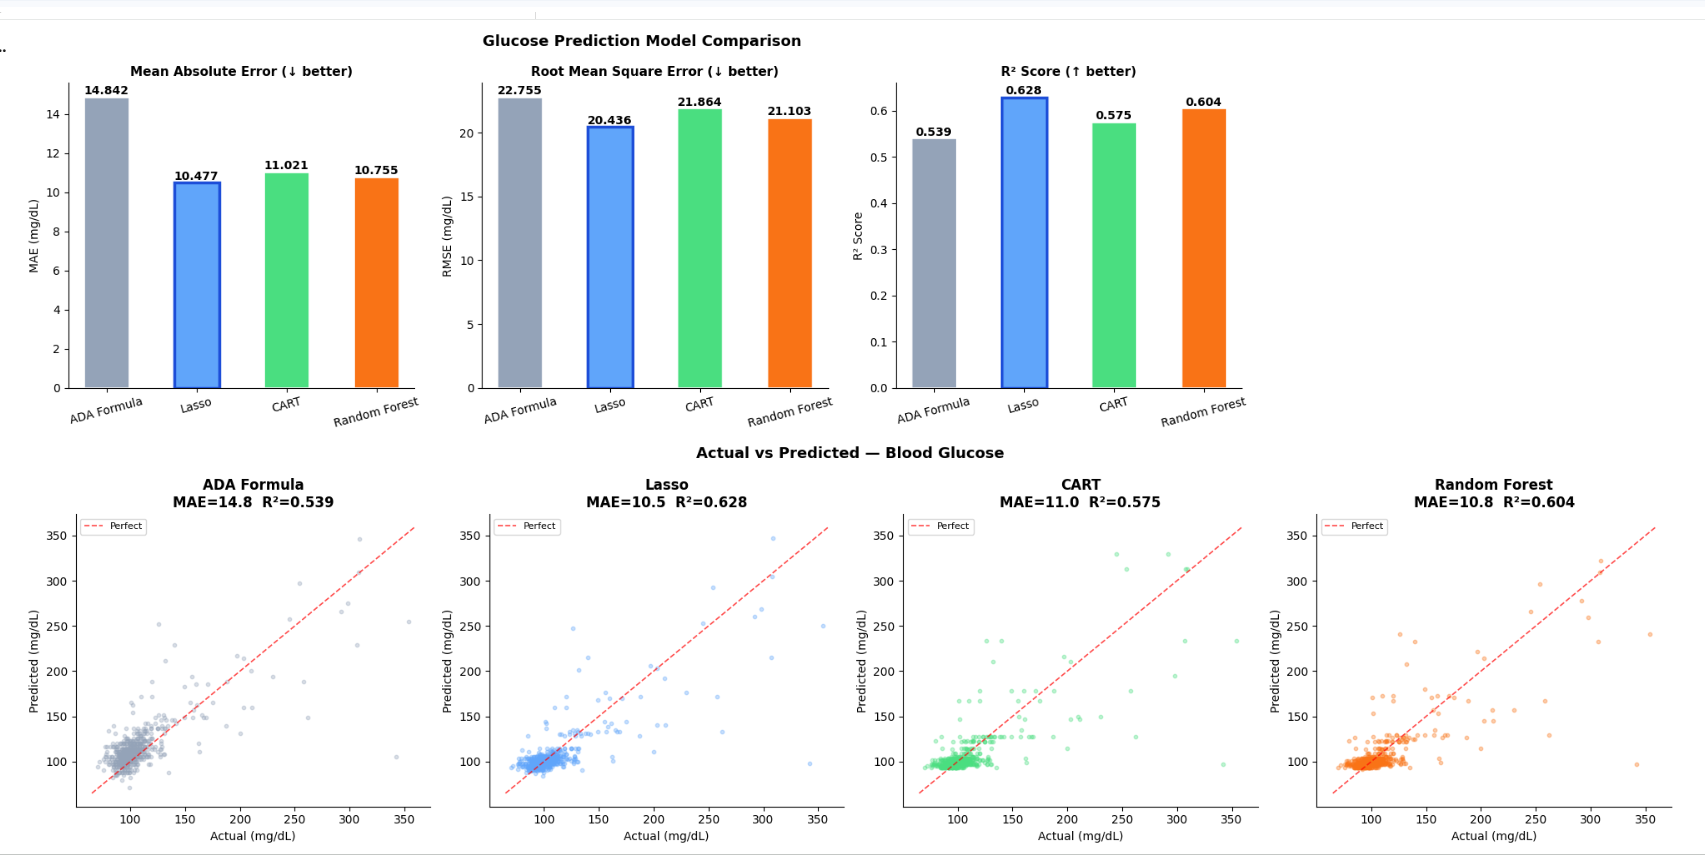 ..
Glucose Prediction Model Comparison
Mean Absolute Error (↓ better)
MAE (mg/dL)
14
12
10
8
6
4
2
0
14.842
10.477
11.021
10.755
ADA Formula
Lasso
CART
Random Forest
Root Mean Square Error (↓ better)
RMSE (mg/dL)
20
15
10
5
0
22.755
20.436
21.864
21.103
ADA Formula
Lasso
CART
Random Forest
R² Score (↑ better)
R² Score
0.6
0.5
0.4
0.3
0.2
0.1
0.0
0.539
0.628
0.575
0.604
ADA Formula
Lasso
CART
Random Forest
Actual vs Predicted — Blood Glucose
ADA Formula
MAE=14.8 R²=0.539
Perfect
Predicted (mg/dL)
350
300
250
200
150
100
100
150
200
250
300
350
Actual (mg/dL)
Lasso
MAE=10.5 R²=0.628
Perfect
Predicted (mg/dL)
350
300
250
200
150
100
100
150
200
250
300
350
Actual (mg/dL)
CART
MAE=11.0 R²=0.575
Perfect
Predicted (mg/dL)
350
300
250
200
150
100
100
150
200
250
300
350
Actual (mg/dL)
Random Forest
MAE=10.8 R²=0.604
Perfect
Predicted (mg/dL)
350
300
250
200
150
100
100
150
200
250
300
350
Actual (mg/dL)